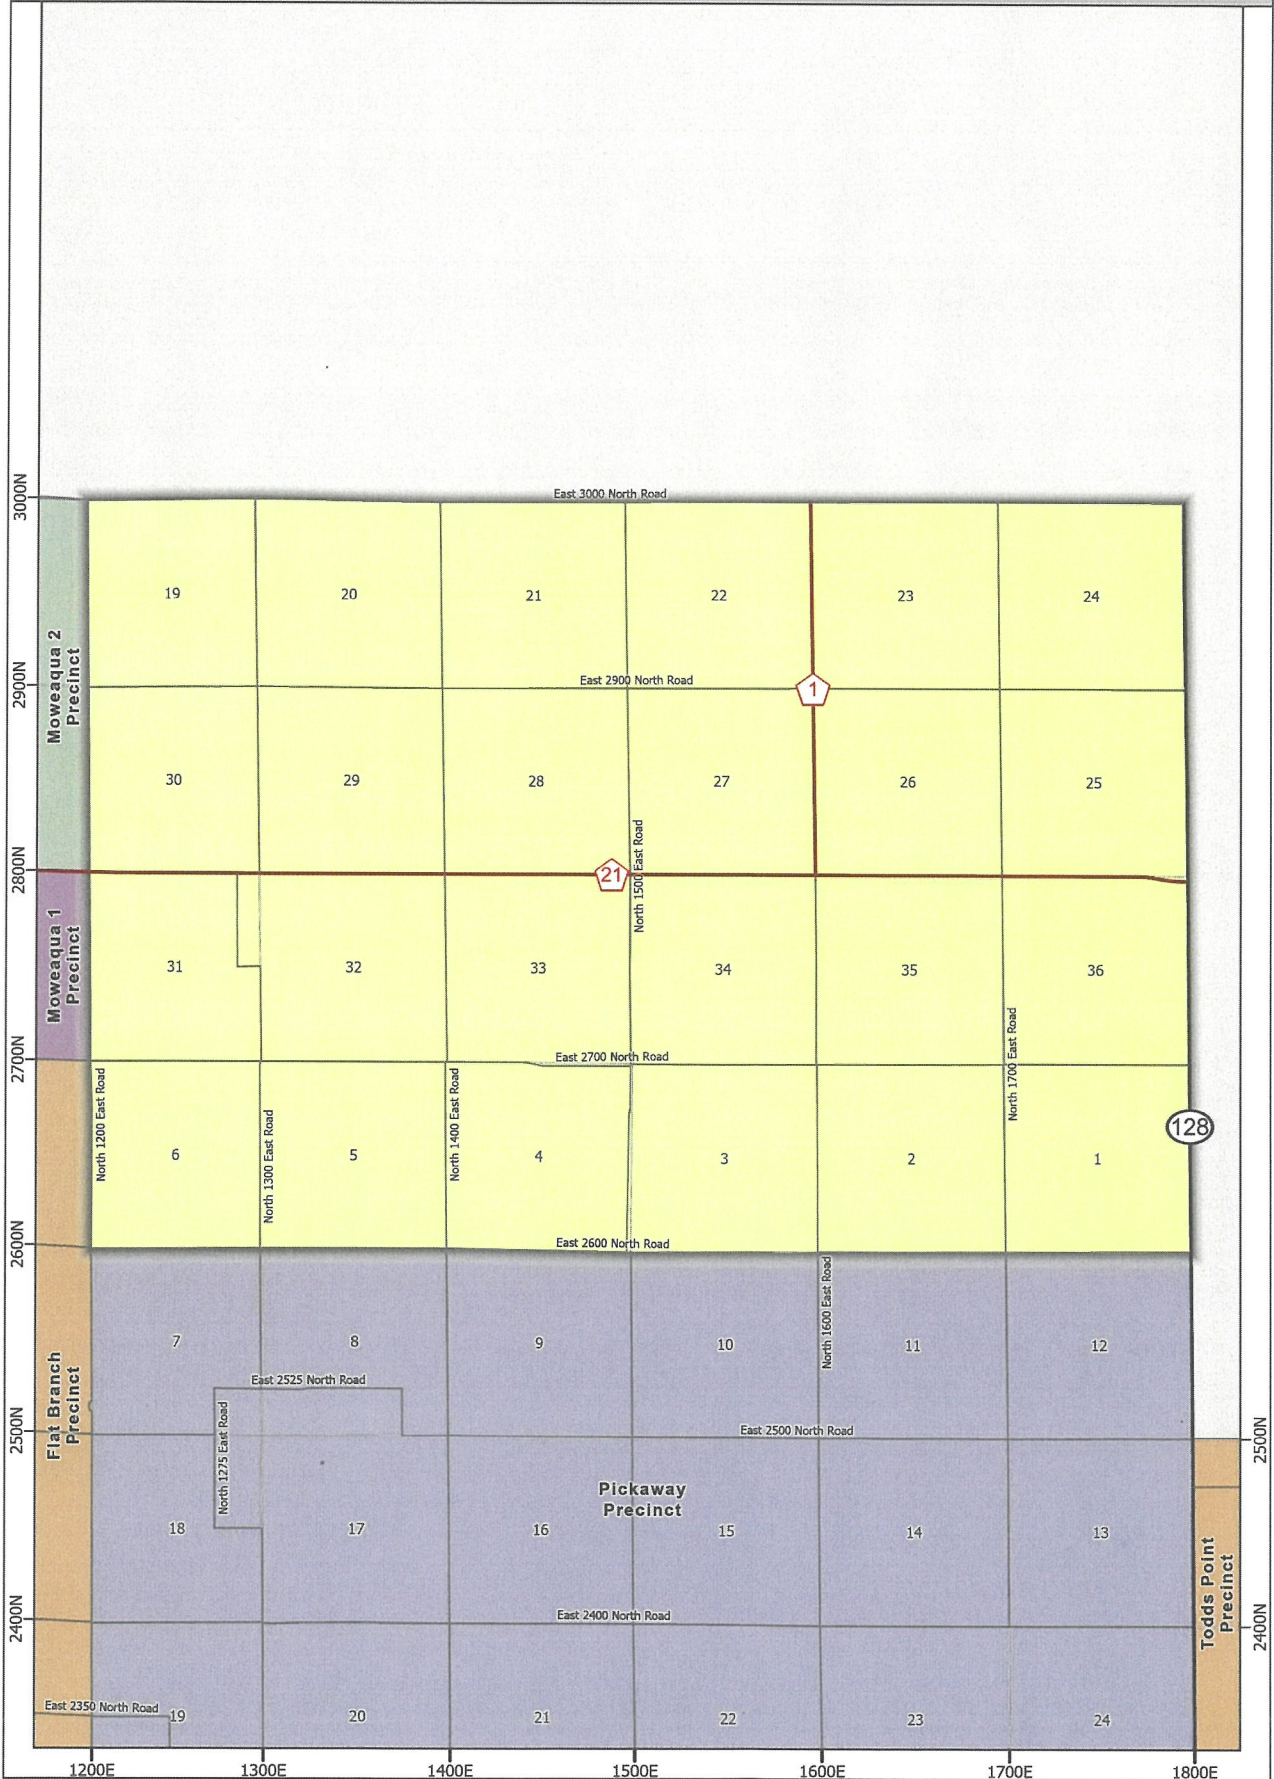 3000N
East 3000 North Road
19
20
21
22
23
24
Moweaqua 2
Precinct
2900N
East 2900 North Road
1
30
29
28
27
26
25
North 1500 East Road
2800N
21
Moweaqua 1
Precinct
31
32
33
34
35
36
North 1700 East Road
2700N
East 2700 North Road
North 1200 East Road
North 1300 East Road
North 1400 East Road
128
6
5
4
3
2
1
2600N
East 2600 North Road
North 1600 East Road
7
8
9
10
11
12
East 2525 North Road
North 1275 East Road
Flat Branch
Precinct
2500N
East 2500 North Road
2500N
Pickaway
Precinct
18
17
16
15
14
13
Todds Point
Precinct
2400N
East 2400 North Road
2400N
East 2350 North Road
19
20
21
22
23
24
1200E
1300E
1400E
1500E
1600E
1700E
1800E